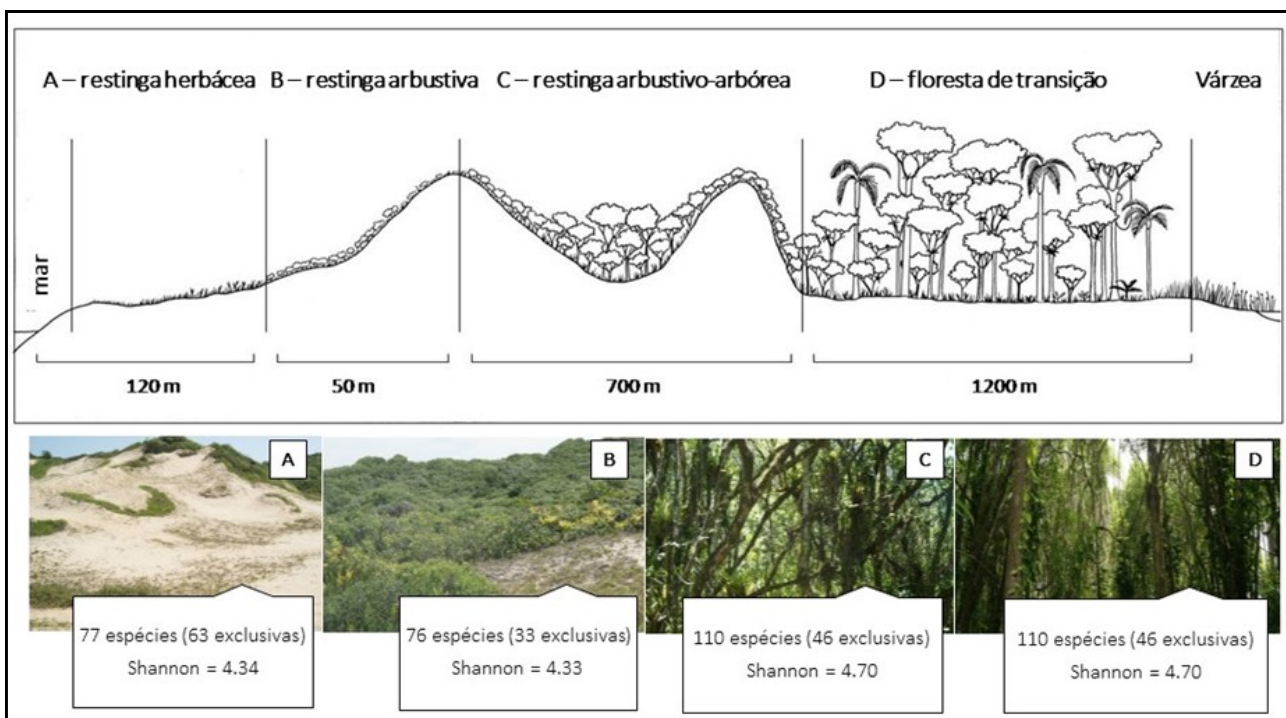 A – restinga herbácea
B – restinga arbustiva
C – restinga arbustivo-arbórea
D – floresta de transição
Várzea
mar
120 m
50 m
700 m
1200 m
A
B
C
D
77 espécies (63 exclusivas)
Shannon = 4.34
76 espécies (33 exclusivas)
Shannon = 4.33
110 espécies (46 exclusivas)
Shannon = 4.70
110 espécies (46 exclusivas)
Shannon = 4.70